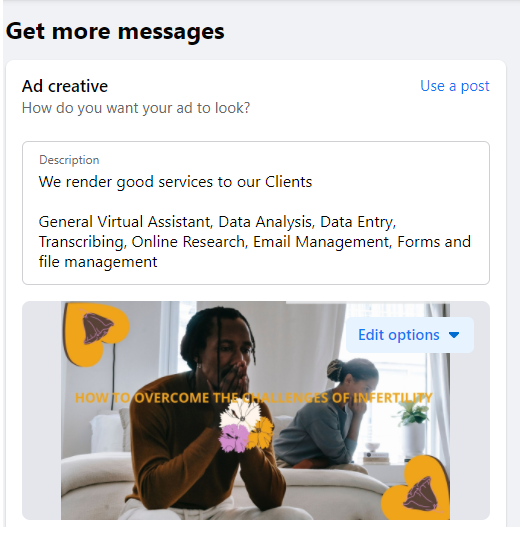 Get more messages
Ad creative
Use a post
How do you want your ad to look?
Description
We render good services to our Clients
General Virtual Assistant, Data Analysis, Data Entry,
Transcribing, Online Research, Email Management, Forms and
file management
Edit options
HOW TO OVERCOME THE CHALLENGES OF INFERTILITY